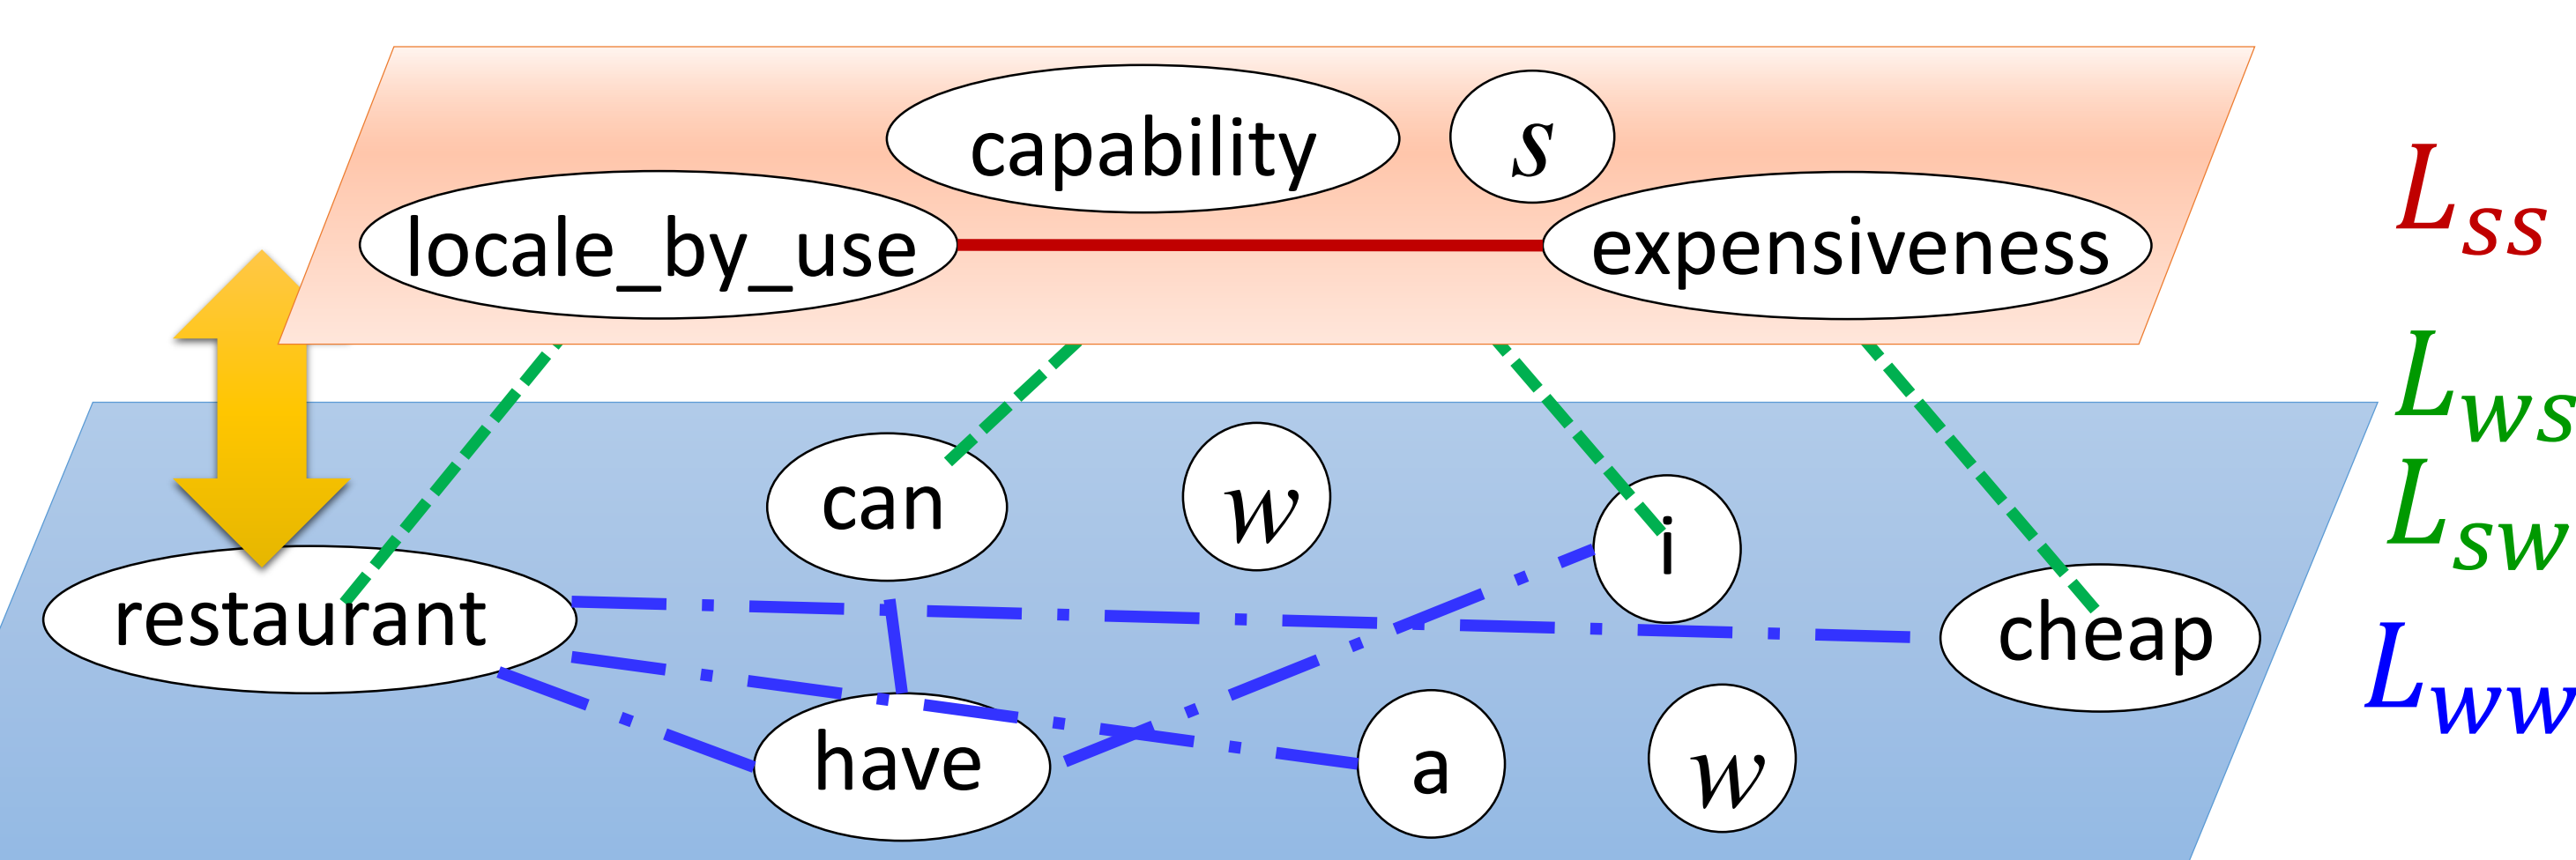 capability
s
locale_by_use
expensiveness
L_ss
L_ws
L_sw
can
w
i
restaurant
cheap
L_ww
have
a
w